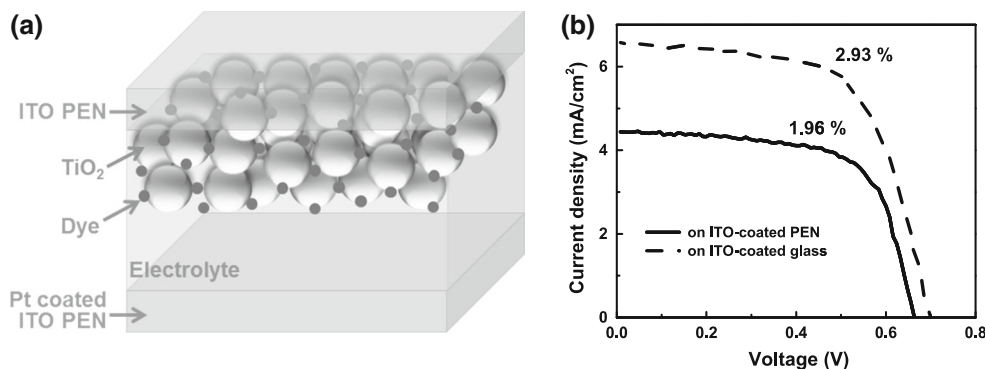 (a)
ITO PEN
TiO₂
Dye
Electrolyte
Pt coated
ITO PEN
(b)
Current density (mA/cm²)
6
4
2
0
2.93 %
1.96 %
on ITO-coated PEN
on ITO-coated glass
0.0
0.2
0.4
0.6
0.8
Voltage (V)